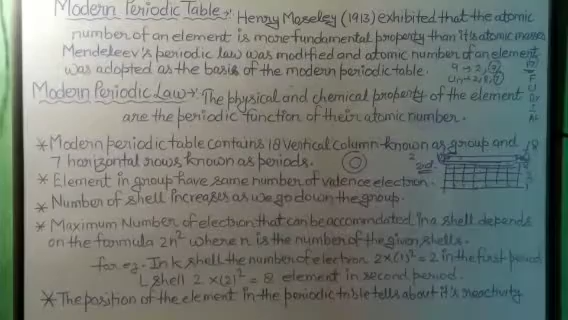 Modern Periodic Table:- Henry Moseley (1913) exhibited that the atomic
number of an element is more fundamental property than it's atomic masses
Mendeleev's periodic law was modified and atomic number of an element
was adopted as the basis of the modern periodic table.
Modern Periodic Law→ The physical and chemical property of the element
are the periodic function of their atomic number.
* Modern periodic table contains 18 vertical column known as group and
7 horizontal rows known as periods.
* Element in group have same number of valence electron.
* Number of shell increases as we go down the group.
* Maximum Number of electron that can be accommdated in a shell depends
on the formula 2n² where n is the number of the given shells.
for eg- In K shell the number of electron 2×(1)² = 2 in the first period
L shell 2×(2)² = 8 element in second period.
* The position of the element in the periodic table tells about it's reactivity